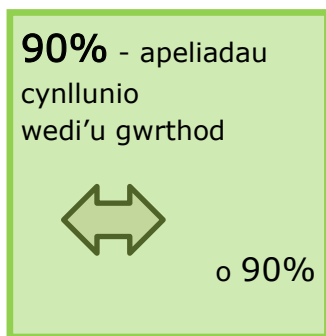 90% - apeliadau
cynllunio
wedi’u gwrthod
o 90%